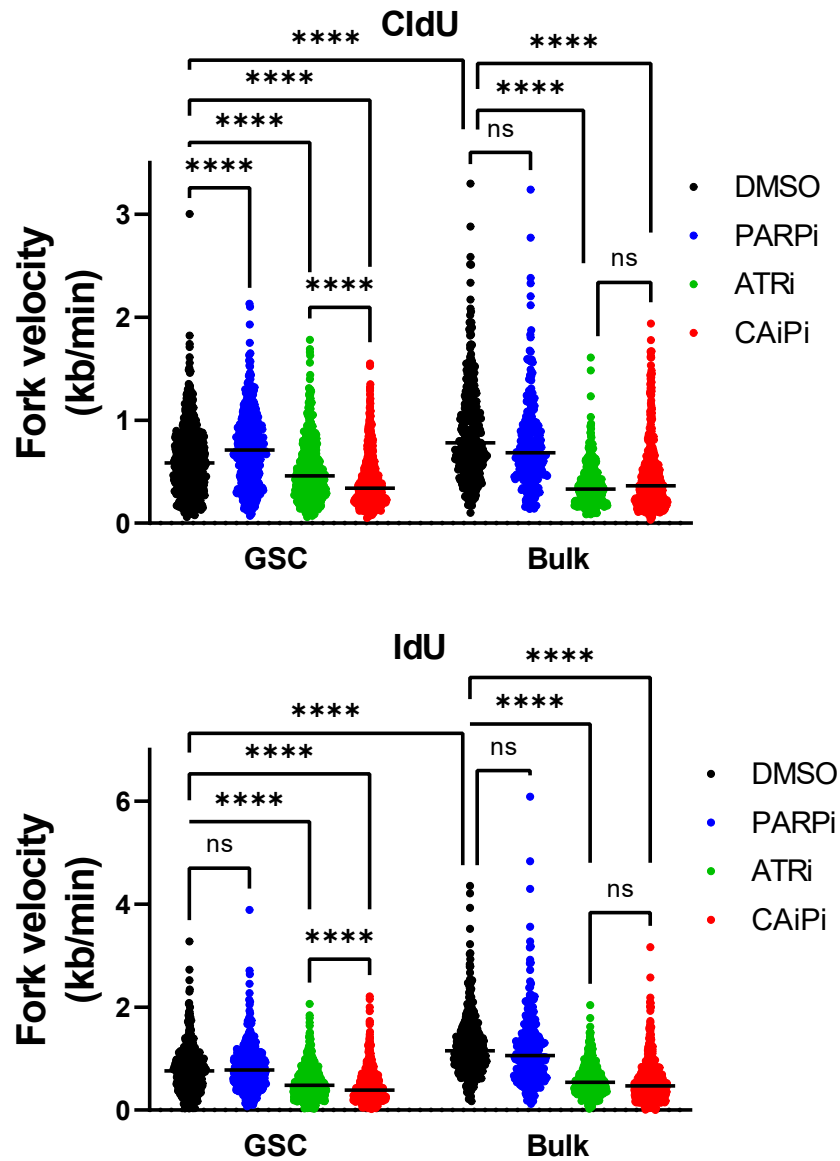 CldU
****
****
****
****
****
ns
****
****
****
ns
Fork velocity
(kb/min)
3
2
1
0
GSC
Bulk
DMSO
PARPi
ATRi
CAiPi
IdU
****
****
****
ns
****
****
****
ns
ns
Fork velocity
(kb/min)
6
4
2
0
GSC
Bulk
DMSO
PARPi
ATRi
CAiPi